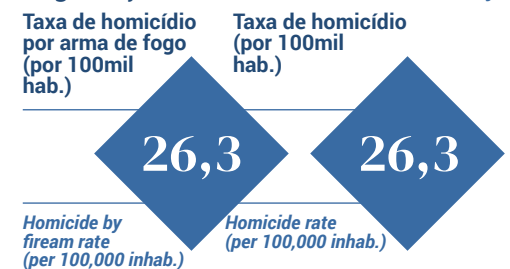 Taxa de homicídio
por arma de fogo
(por 100mil
hab.)
Taxa de homicídio
(por 100mil
hab.)
26,3
26,3
Homicide by
fiream rate
(per 100,000 inhab.)
Homicide rate
(per 100,000 inhab.)